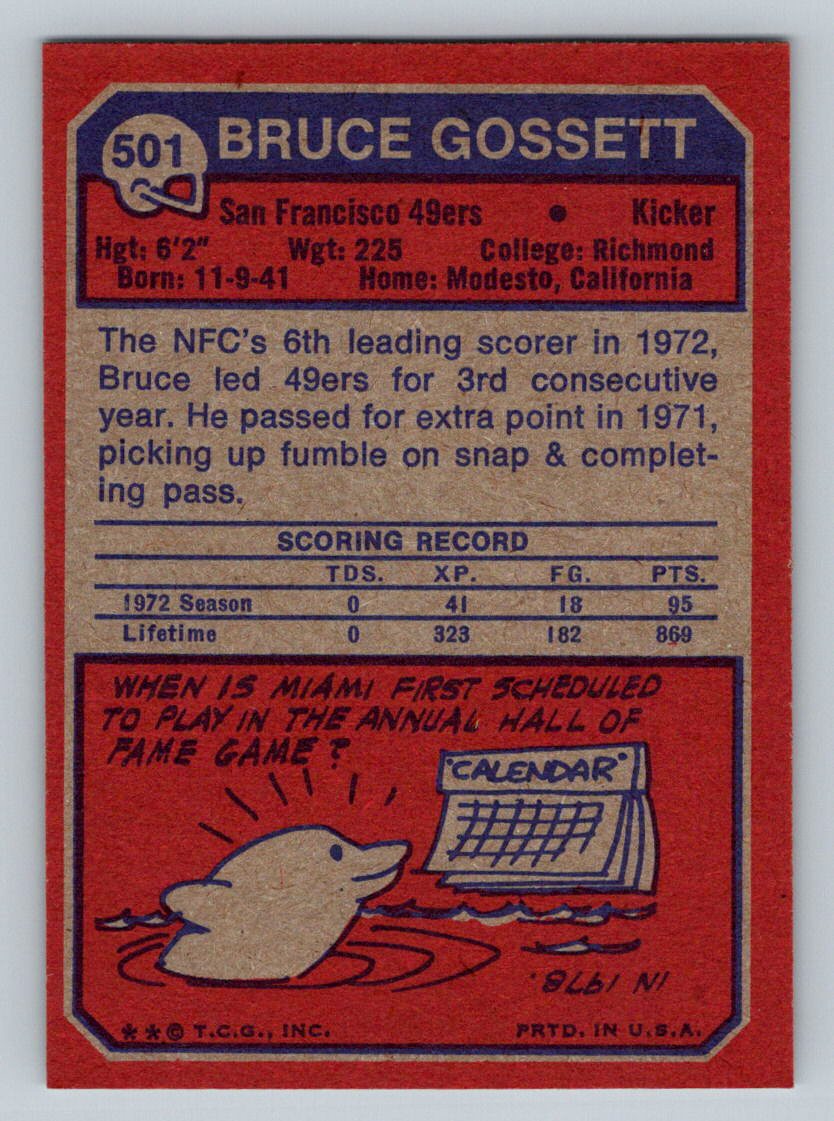 501 BRUCE GOSSETT
San Francisco 49ers • Kicker
Hgt: 6'2" Wgt: 225 College: Richmond
Born: 11-9-41 Home: Modesto, California
The NFC's 6th leading scorer in 1972,
Bruce led 49ers for 3rd consecutive
year. He passed for extra point in 1971,
picking up fumble on snap & complet-
ing pass.
SCORING RECORD
TDS. XP. FG. PTS.
1972 Season 0 41 18 95
Lifetime 0 323 182 869
WHEN IS MIAMI FIRST SCHEDULED
TO PLAY IN THE ANNUAL HALL OF
FAME GAME?
"CALENDAR"
IN 1978.
**© T.C.G., INC. PRTD. IN U.S.A.